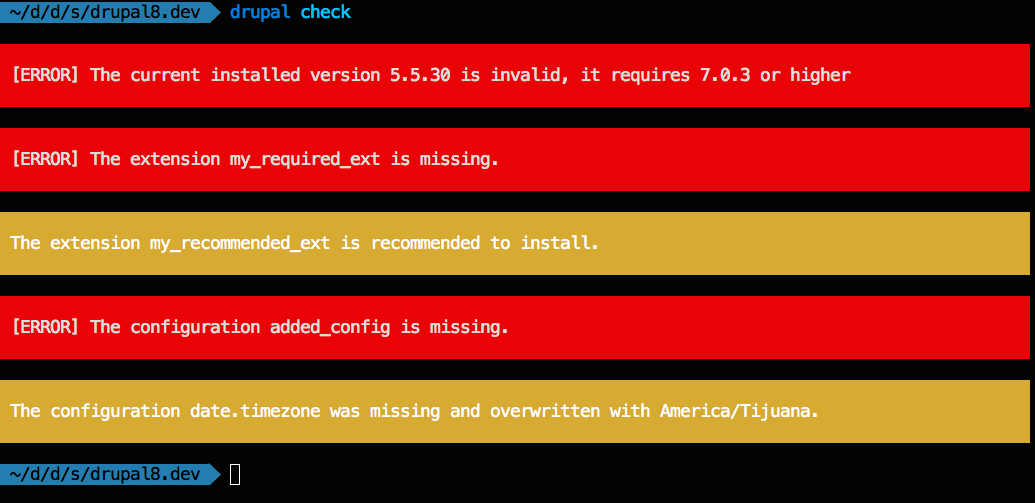 ~/d/d/s/drupal8.dev drupal check
[ERROR] The current installed version 5.5.30 is invalid, it requires 7.0.3 or higher
[ERROR] The extension my_required_ext is missing.
The extension my_recommended_ext is recommended to install.
[ERROR] The configuration added_config is missing.
The configuration date.timezone was missing and overwritten with America/Tijuana.
~/d/d/s/drupal8.dev